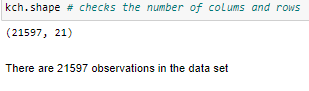 kch.shape # checks the number of colums and rows
(21597, 21)
There are 21597 observations in the data set